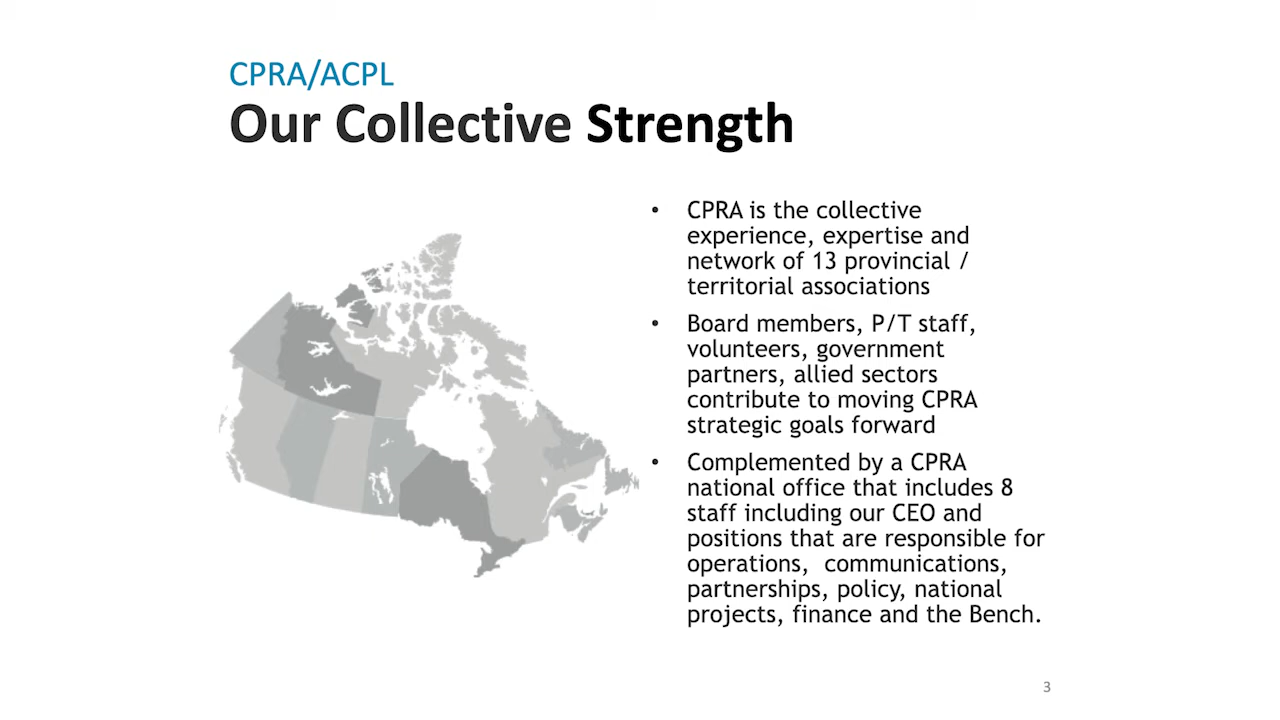 CPRA/ACPL
Our Collective Strength
• CPRA is the collective
experience, expertise and
network of 13 provincial /
territorial associations
• Board members, P/T staff,
volunteers, government
partners, allied sectors
contribute to moving CPRA
strategic goals forward
• Complemented by a CPRA
national office that includes 8
staff including our CEO and
positions that are responsible for
operations,  communications,
partnerships, policy, national
projects, finance and the Bench.
3